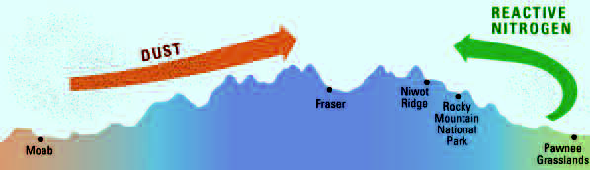 DUST
REACTIVE
NITROGEN
Moab
Fraser
Niwot
Ridge
Rocky
Mountain
National
Park
Pawnee
Grasslands